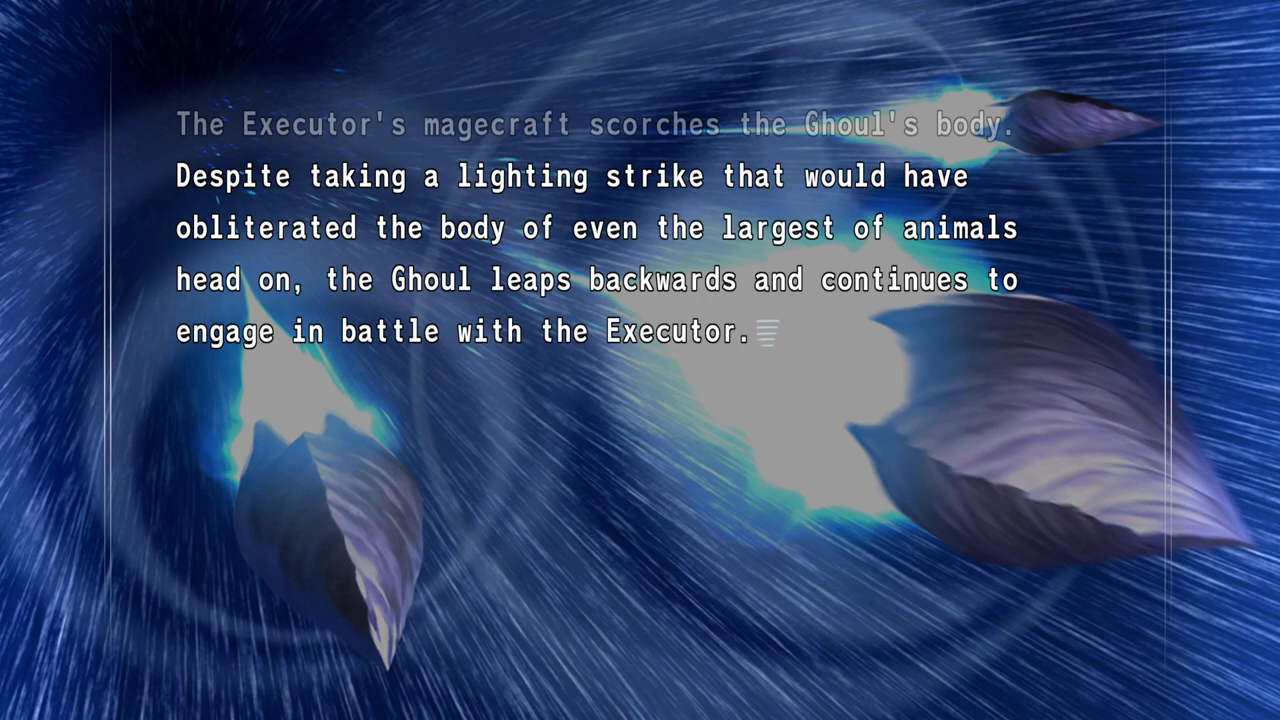 The Executor's magecraft scorches the Ghoul's body.
Despite taking a lighting strike that would have
obliterated the body of even the largest of animals
head on, the Ghoul leaps backwards and continues to
engage in battle with the Executor.